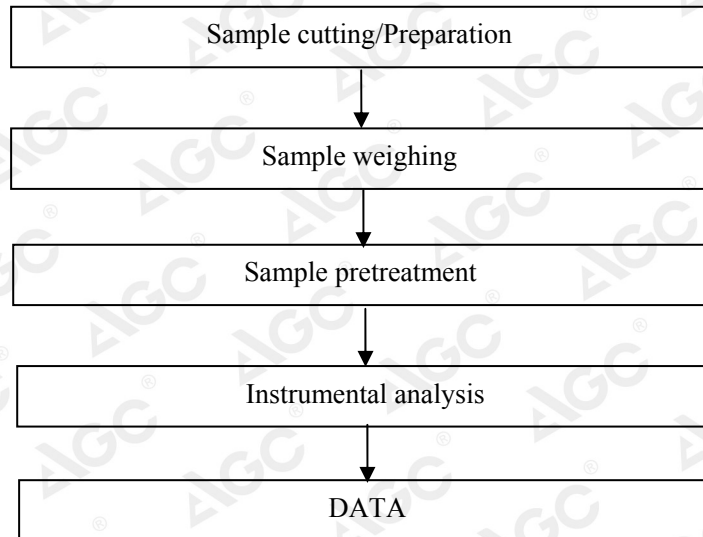 Sample cutting/Preparation
Sample weighing
Sample pretreatment
Instrumental analysis
DATA